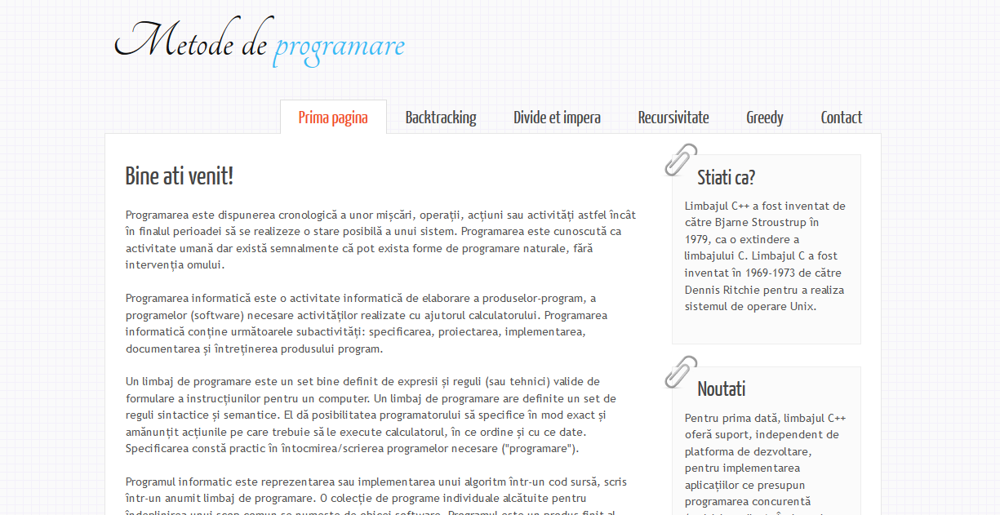 Metode de programare
Prima pagina Backtracking Divide et impera Recursivitate Greedy Contact
Bine ati venit!
Programarea este dispunerea cronologică a unor mișcări, operații, acțiuni sau activități astfel încât
în finalul perioadei să se realizeze o stare posibilă a unui sistem. Programarea este cunoscută ca
activitate umană dar există semnalmente că pot exista forme de programare naturale, fără
intervenția omului.
Programarea informatică este o activitate informatică de elaborare a produselor-program, a
programelor (software) necesare activităților realizate cu ajutorul calculatorului. Programarea
informatică conține următoarele subactivități: specificarea, proiectarea, implementarea,
documentarea și întreținerea produsului program.
Un limbaj de programare este un set bine definit de expresii și reguli (sau tehnici) valide de
formulare a instrucțiunilor pentru un computer. Un limbaj de programare are definite un set de
reguli sintactice și semantice. El dă posibilitatea programatorului să specifice în mod exact și
amănunțit acțiunile pe care trebuie să le execute calculatorul, în ce ordine și cu ce date.
Specificarea constă practic în întocmirea/scrierea programelor necesare ("programare").
Programul informatic este reprezentarea sau implementarea unui algoritm într-un cod sursă, scris
într-un anumit limbaj de programare. O colecție de programe individuale alcătuite pentru
îndeplinirea unui scop comun se numește de obicei software. Programul este un produs finit al
Stiati ca?
Limbajul C++ a fost inventat de
către Bjarne Stroustrup în
1979, ca o extindere a
limbajului C. Limbajul C a fost
inventat în 1969-1973 de către
Dennis Ritchie pentru a realiza
sistemul de operare Unix.
Noutati
Pentru prima dată, limbajul C++
oferă suport, independent de
platforma de dezvoltare,
pentru implementarea
aplicațiilor ce presupun
programarea concurentă